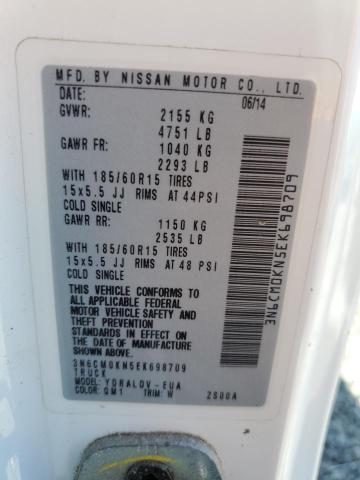 MFD. BY NISSAN MOTOR CO., LTD.
DATE: 06/14
GVWR: 2155 KG
4751 LB
GAWR FR: 1040 KG
2293 LB
WITH 185/60R15 TIRES
15x5.5 JJ RIMS AT 44PSI
COLD SINGLE
GAWR RR: 1150 KG
2535 LB
WITH 185/60R15 TIRES
15x5.5 JJ RIMS AT 48 PSI
COLD SINGLE
THIS VEHICLE CONFORMS TO
ALL APPLICABLE FEDERAL
MOTOR VEHICLE SAFETY AND
THEFT PREVENTION
STANDARDS IN EFFECT ON
THE DATE OF MANUFACTURE
SHOWN ABOVE.
3N6CM0KN5EK698709
TRUCK
MODEL: YDRALDV-EUA
COLOR: QM1 TRIM: W 2S00A
3N6CM0KN5EK698709